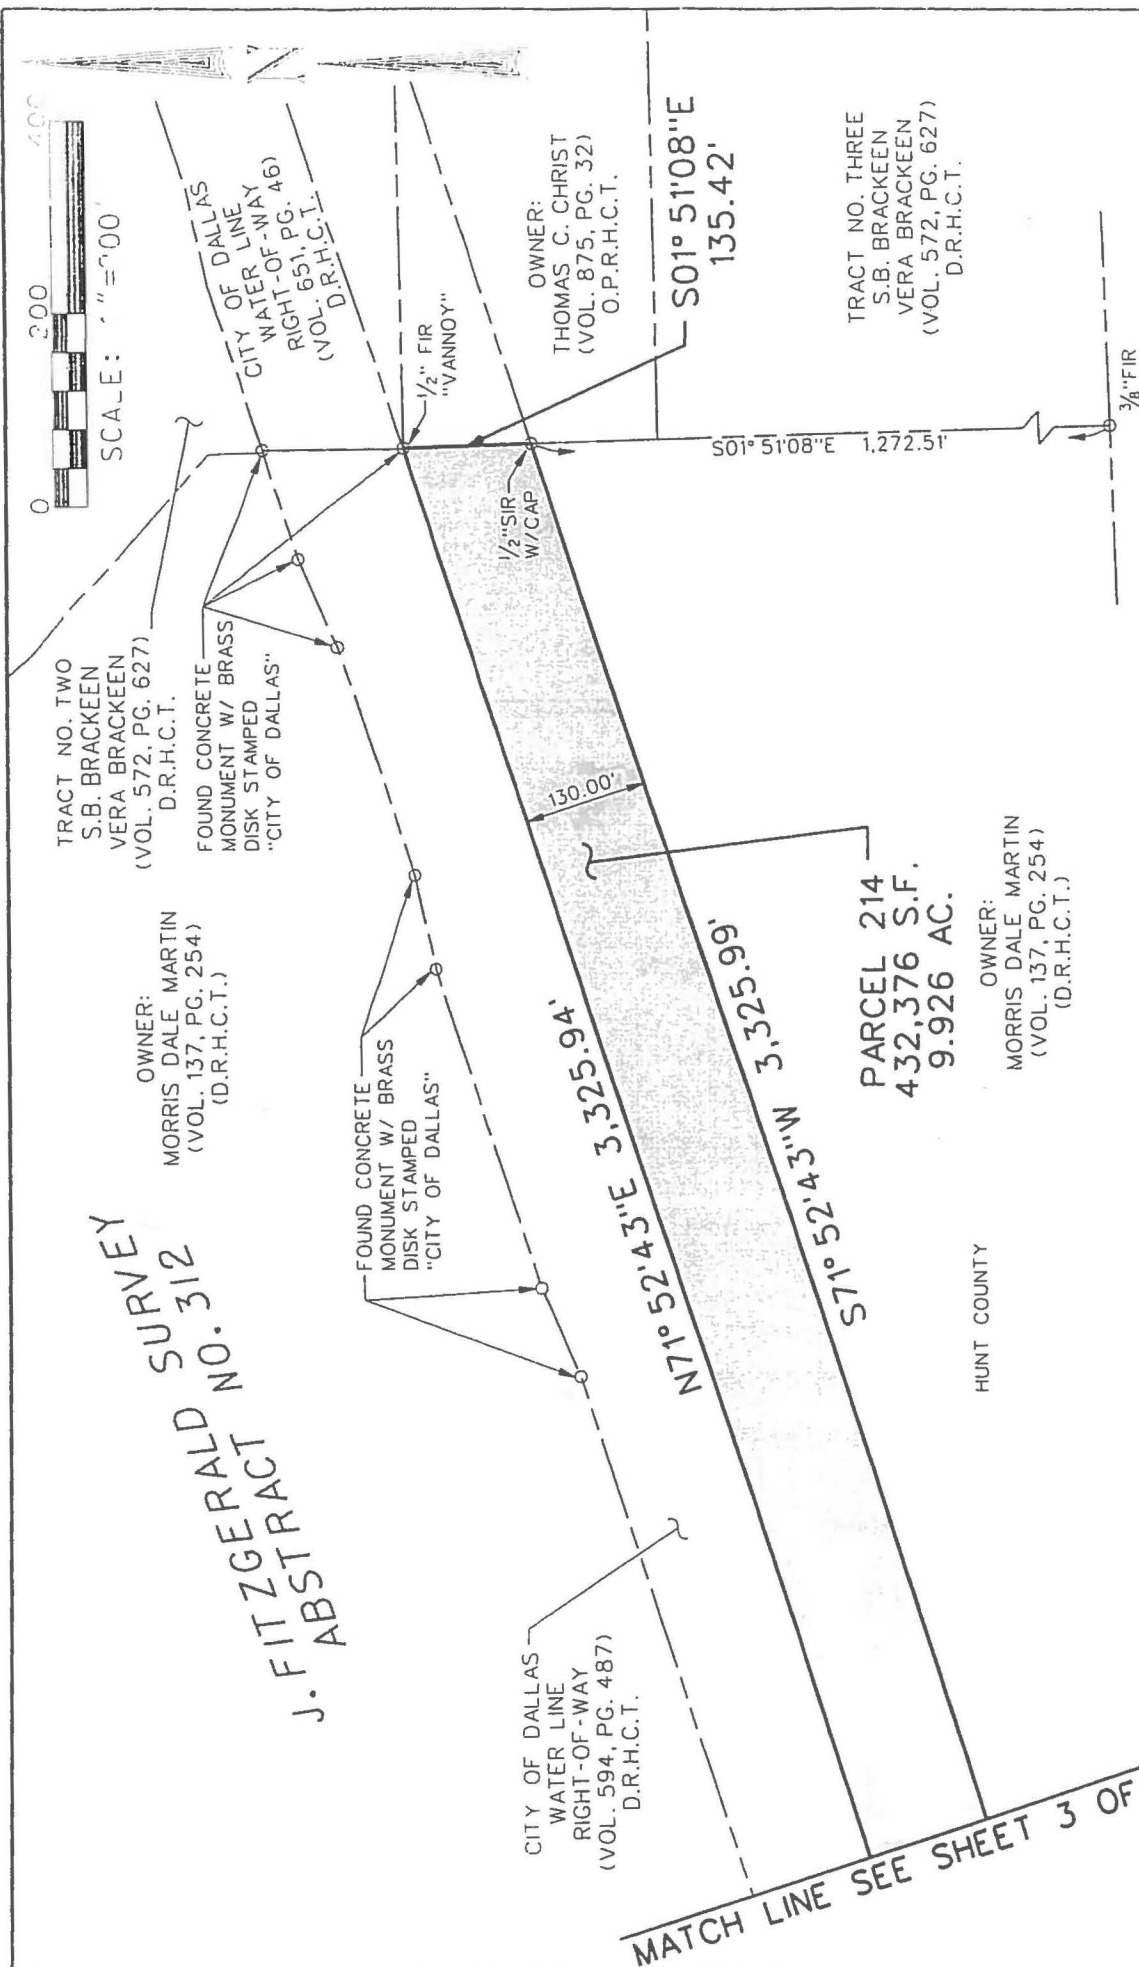 J. FITZGERALD SURVEY
ABSTRACT NO. 312
OWNER:
MORRIS DALE MARTIN
(VOL. 137, PG. 254)
(D.R.H.C.T.)
TRACT NO. TWO
S.B. BRACKEEN
VERA BRACKEEN
(VOL. 572, PG. 627)
D.R.H.C.T.
0 200
SCALE:
N
FOUND CONCRETE
MONUMENT W/ BRASS
DISK STAMPED
"CITY OF DALLAS"
CITY OF DALLAS
WATER LINE
RIGHT-OF-WAY
(VOL. 651, PG. 46)
D.R.H.C.T.
FOUND CONCRETE
MONUMENT W/ BRASS
DISK STAMPED
"CITY OF DALLAS"
1/2" FIR
"VANNOY"
1/2"SIR
W/CAP
OWNER:
THOMAS C. CHRIST
(VOL. 875, PG. 32)
O.P.R.H.C.T.
S01° 51'08"E
135.42'
CITY OF DALLAS
WATER LINE
RIGHT-OF-WAY
(VOL. 594, PG. 487)
D.R.H.C.T.
N71° 52'43"E 3,325.94'
130.00'
S71° 52'43"W 3,325.99'
S01° 51'08"E 1,272.51'
TRACT NO. THREE
S.B. BRACKEEN
VERA BRACKEEN
(VOL. 572, PG. 627)
D.R.H.C.T.
PARCEL 214
432,376 S.F.
9.926 AC.
OWNER:
MORRIS DALE MARTIN
(VOL. 137, PG. 254)
(D.R.H.C.T.)
HUNT COUNTY
3/8"FIR
MATCH LINE SEE SHEET 3 OF